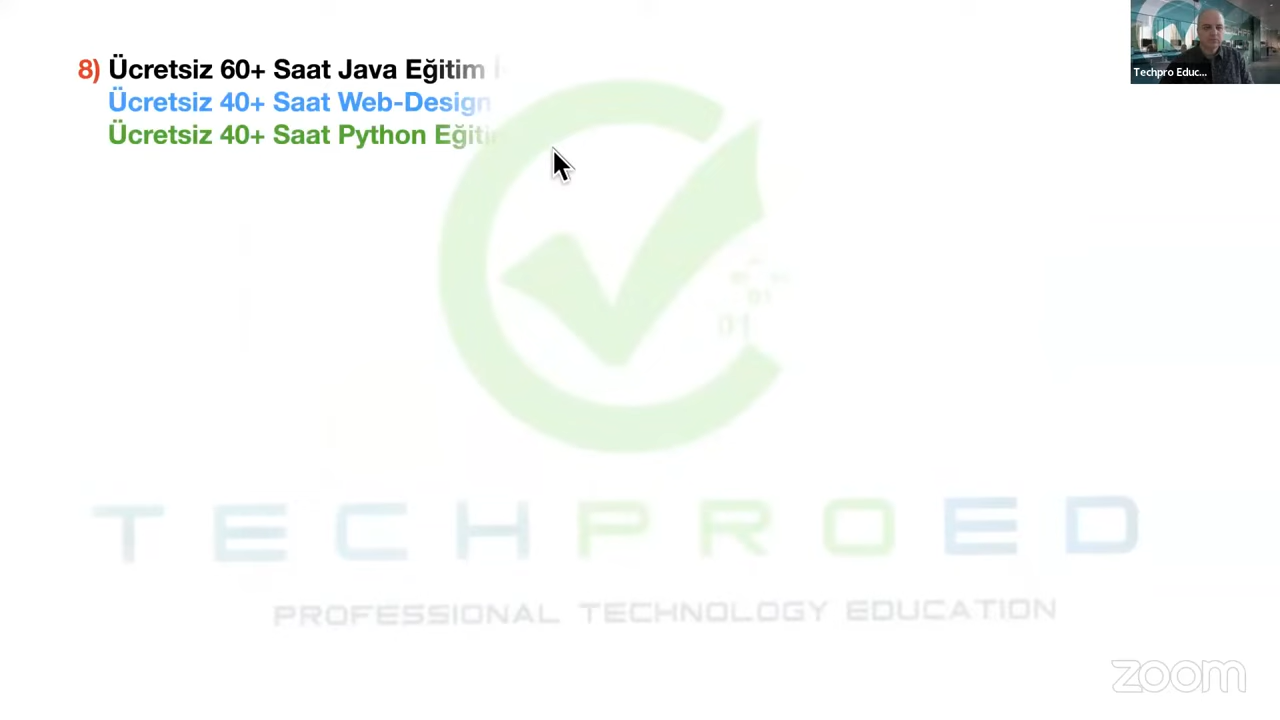 8) Ücretsiz 60+ Saat Java Eğitim
Ücretsiz 40+ Saat Web-Design
Ücretsiz 40+ Saat Python
Techpro Educ...
TECHPROED
PROFESSIONAL TECHNOLOGY EDUCATION
zoom